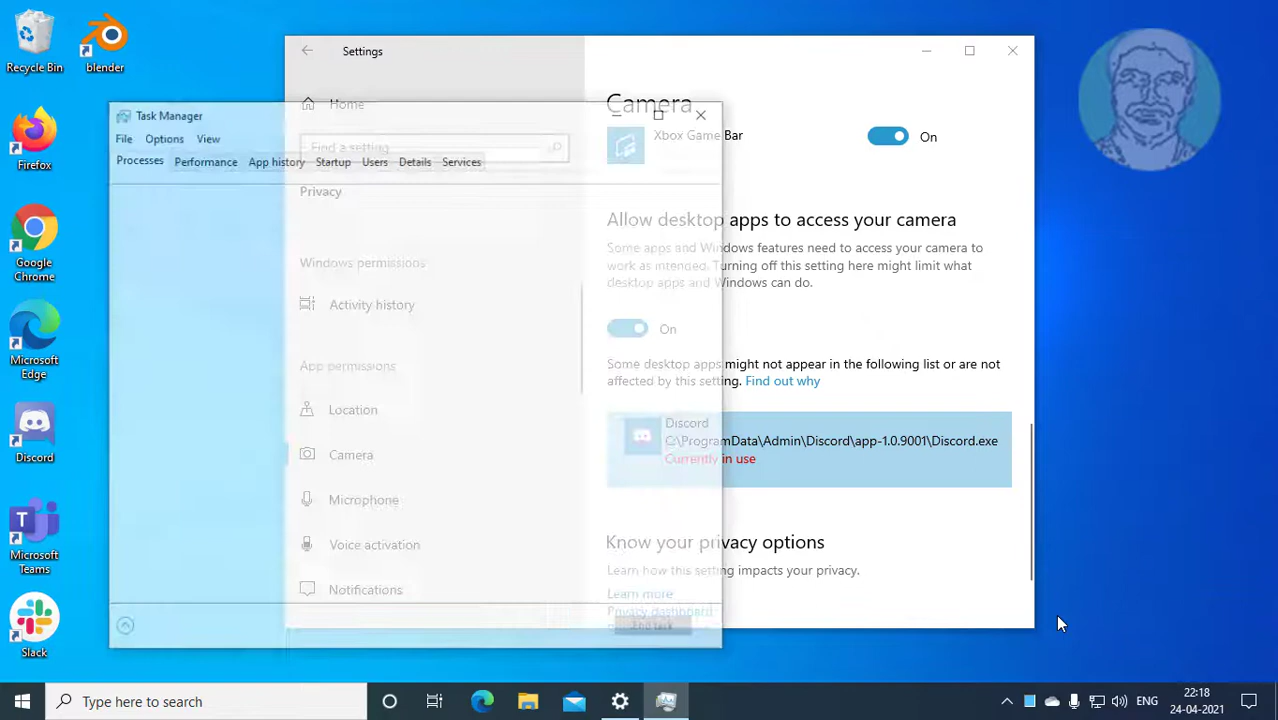 Recycle Bin
blender
Firefox
Google
Chrome
Microsoft
Edge
Discord
Microsoft
Teams
Slack
Settings
Home
Find a setting
Privacy
Windows permissions
Activity history
App permissions
Location
Camera
Microphone
Voice activation
Notifications
Task Manager
File Options View
Processes Performance App history Startup Users Details Services
End task
Camera
Xbox Game Bar
On
Allow desktop apps to access your camera
Some apps and Windows features need to access your camera to
work as intended. Turning off this setting here might limit what
desktop apps and Windows can do.
On
Some desktop apps might not appear in the following list or are not
affected by this setting. Find out why
Discord
C:\ProgramData\Admin\Discord\app-1.0.9001\Discord.exe
Currently in use
Know your privacy options
Learn how this setting impacts your privacy.
Learn more
Privacy dashboard
Type here to search
ENG
22:18
24-04-2021